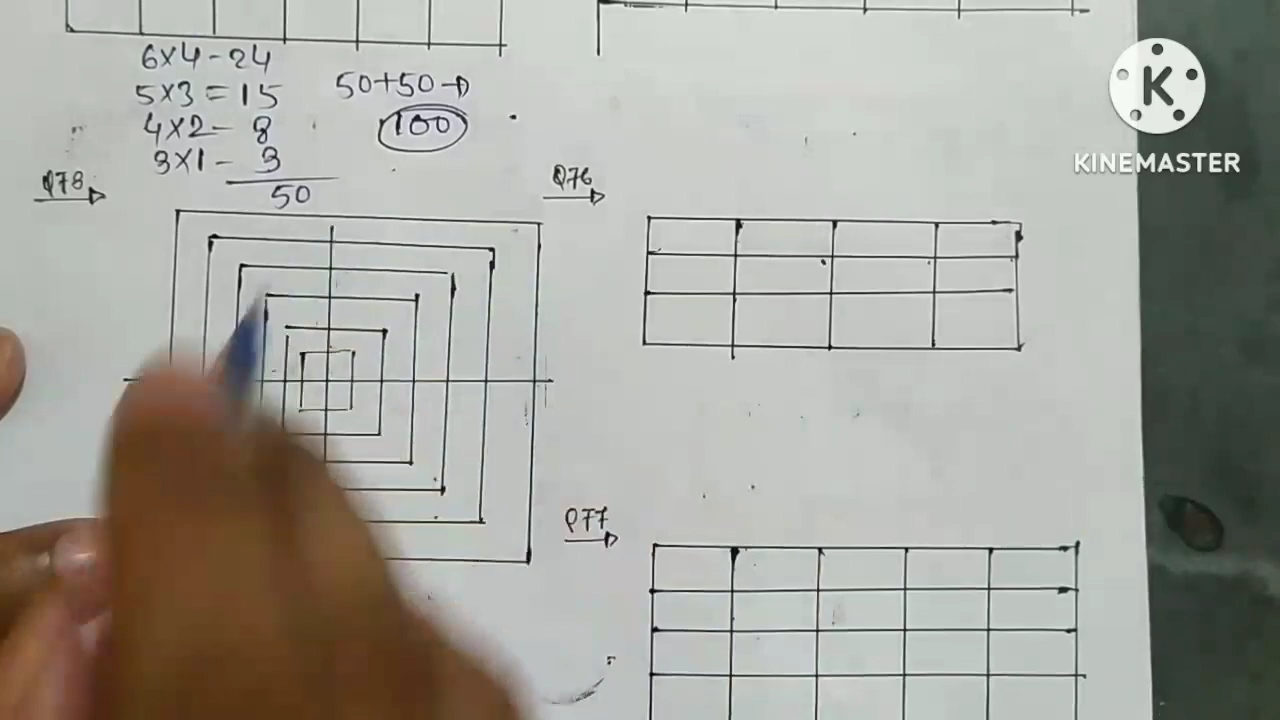 6x4-24
5x3=15
4x2- 8
3x1- 3
50
50+50→
100
Q78
Q76
Q77
K
KINEMASTER